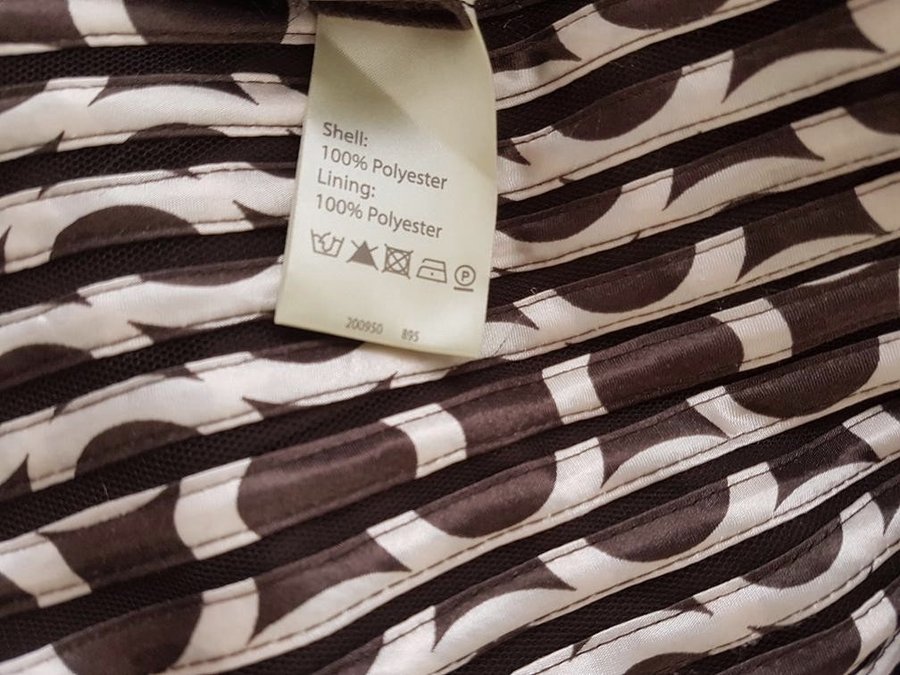 Shell:
100% Polyester
Lining:
100% Polyester
P
200950 895